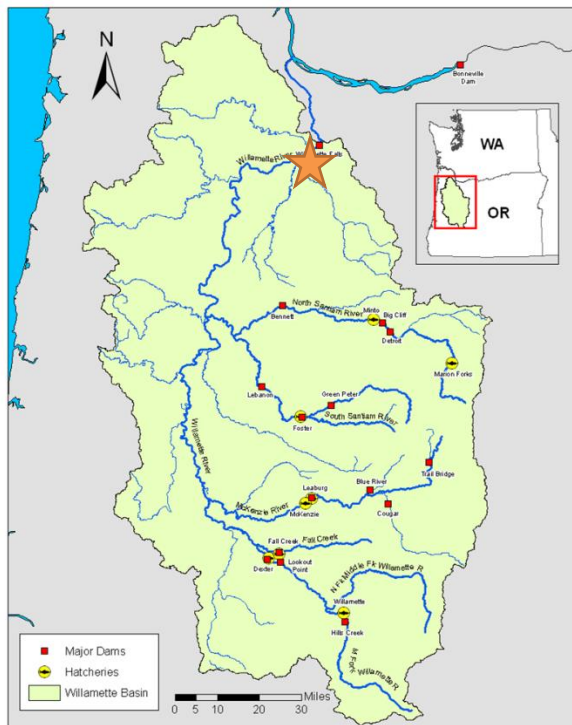 N
Bonneville
Dam
WA
OR
Willamette River
Willamette Falls
North Santiam River
Minto
Big Cliff
Bennett
Detroit
Marion Forks
Lebanon
Green Peter
Foster
South Santiam River
Willamette River
Trail Bridge
Leaburg
Blue River
McKenzie River
McKenzie
Cougar
Fall Creek
Fall Creek
Dexter
Lookout
Point
N Fk Middle Fk Willamette R
Willamette
Hills Creek
M Fork
Willamette R
Major Dams
Hatcheries
Willamette Basin
Miles
0 5 10 20 30